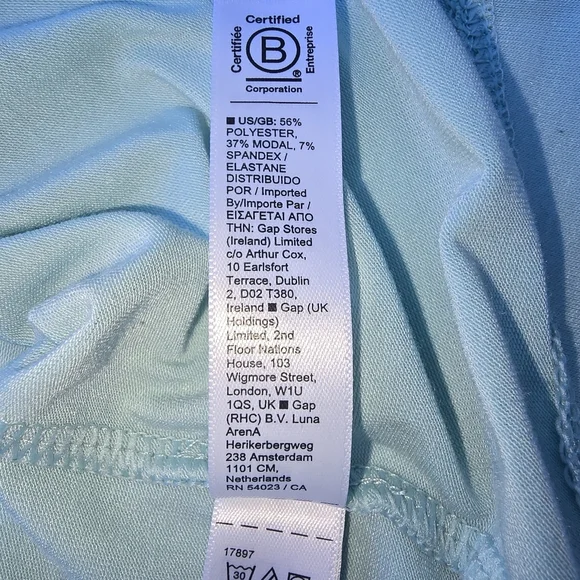 Certified
Certifiée
B
®
Entreprise
Corporation
■ US/GB: 56%
POLYESTER,
37% MODAL, 7%
SPANDEX /
ELASTANE
DISTRIBUIDO
POR / Imported
By/Importe Par /
ΕΙΣΑΓΕΤΑΙ ΑΠΟ
ΤΗΝ: Gap Stores
(Ireland) Limited
c/o Arthur Cox,
10 Earlsfort
Terrace, Dublin
2, D02 T380,
Ireland ■ Gap (UK
Holdings)
Limited, 2nd
Floor Nations
House, 103
Wigmore Street,
London, W1U
1QS, UK ■ Gap
(RHC) B.V. Luna
ArenA
Herikerbergweg
238 Amsterdam
1101 CM,
Netherlands
RN 54023 / CA
17897
30